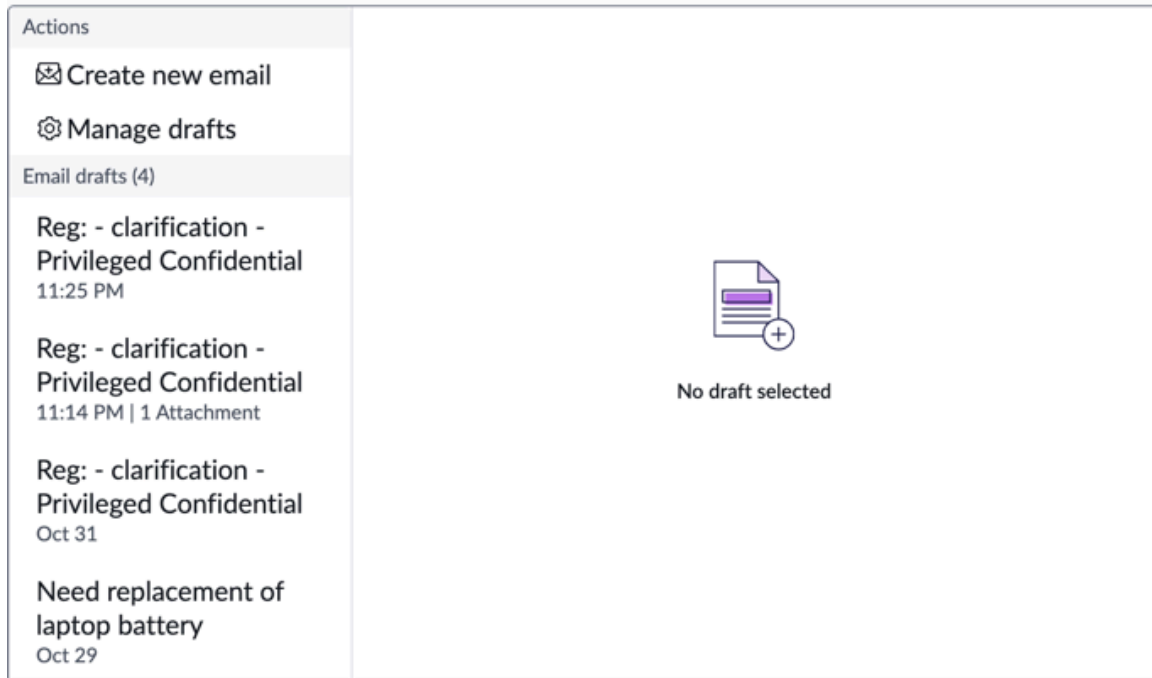 Actions
Create new email
Manage drafts
Email drafts (4)
Reg: - clarification -
Privileged Confidential
11:25 PM
Reg: - clarification -
Privileged Confidential
11:14 PM | 1 Attachment
Reg: - clarification -
Privileged Confidential
Oct 31
Need replacement of
laptop battery
Oct 29
No draft selected